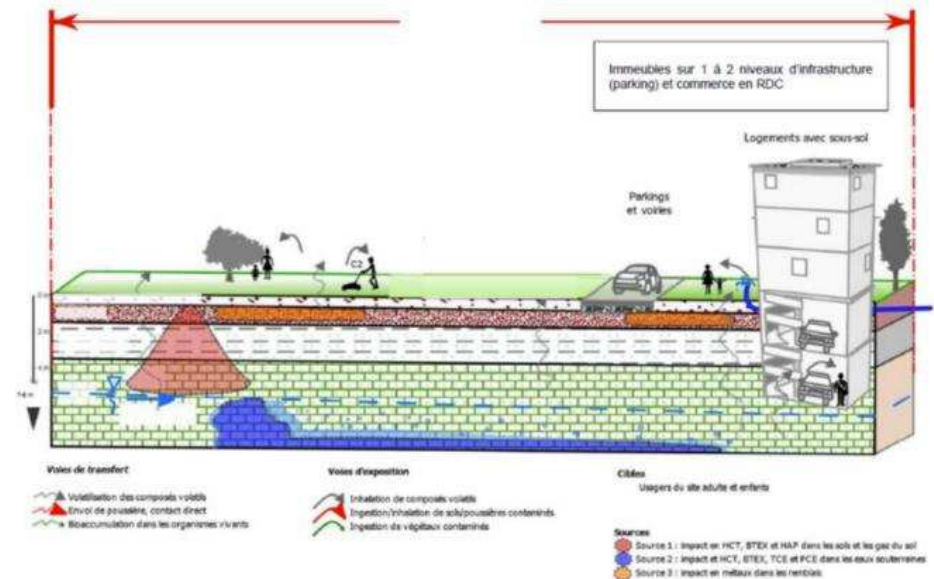 Immeubles sur 1 à 2 niveaux d'infrastructure
(parking) et commerce en RDC
Logements avec sous-sol
Parkings
et voiries
C2
0 m
2 m
Voies de transfert
Volatilisation des composés volatils
Envol de poussière, contact direct
Bioaccumulation dans les organismes vivants
Voies d'exposition
Inhalation de composés volatils
Ingestion/inhalation de sols/poussières contaminés
Ingestion de végétaux contaminés
Cibles
Usagers du site adulte et enfants
Sources
Source 1 : impact en HCT, BTEX et HAP dans les sols et les gaz du sol
Source 2 : impact et HCT, BTEX, TCE et PCE dans les eaux souterraines
Source 3 : impact en métaux dans les remblais